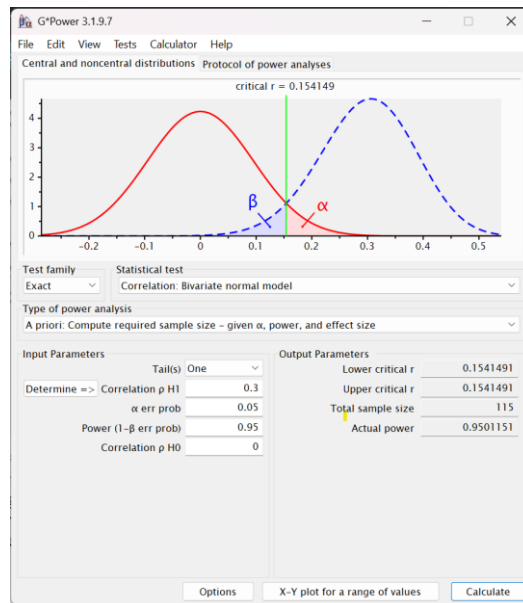 G*Power 3.1.9.7
File Edit View Tests Calculator Help
Central and noncentral distributions Protocol of power analyses
critical r = 0.154149
4
3
2
1
0
β α
-0.2 -0.1 0 0.1 0.2 0.3 0.4 0.5
Test family Statistical test
Exact Correlation: Bivariate normal model
Type of power analysis
A priori: Compute required sample size – given α, power, and effect size
Input Parameters Output Parameters
Tail(s) One Lower critical r 0.1541491
Determine => Correlation ρ H1 0.3 Upper critical r 0.1541491
α err prob 0.05 Total sample size 115
Power (1-β err prob) 0.95 Actual power 0.9501151
Correlation ρ H0 0
Options X-Y plot for a range of values Calculate